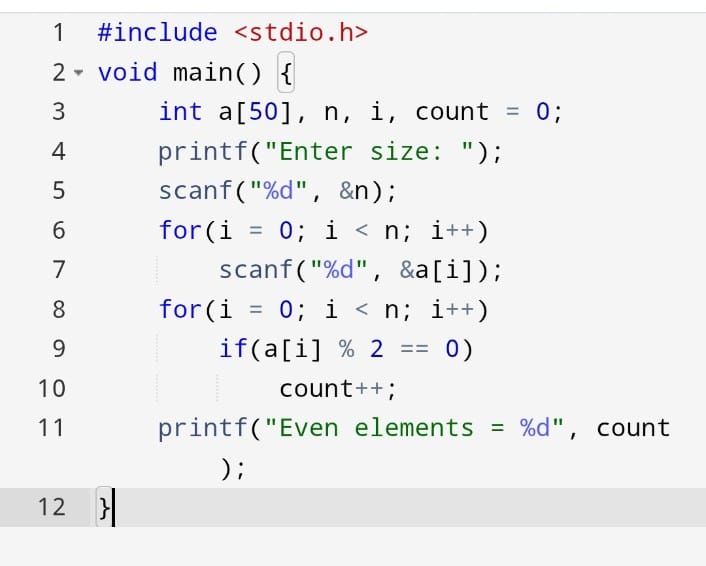 1 #include <stdio.h>
2 void main() {
3 int a[50], n, i, count = 0;
4 printf("Enter size: ");
5 scanf("%d", &n);
6 for(i = 0; i < n; i++)
7 scanf("%d", &a[i]);
8 for(i = 0; i < n; i++)
9 if(a[i] % 2 == 0)
10 count++;
11 printf("Even elements = %d", count
);
12 }